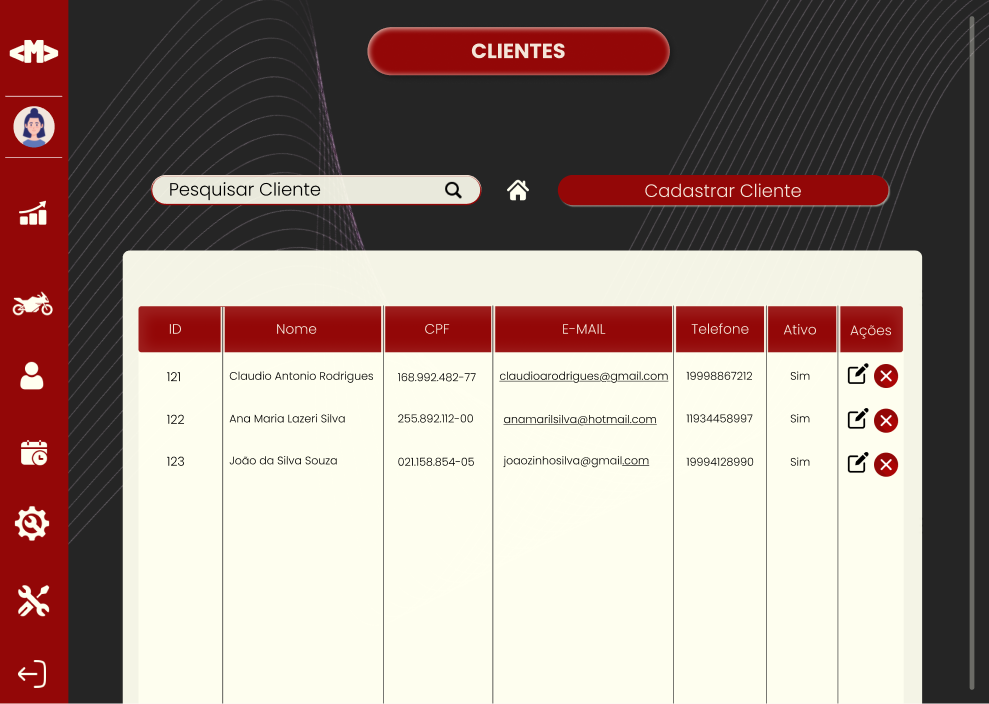 <M>
CLIENTES
Pesquisar Cliente
Cadastrar Cliente
ID Nome CPF E-MAIL Telefone Ativo Ações
121 Claudio Antonio Rodrigues 168.992.482-77 claudioarodrigues@gmail.com 19998867212 Sim
122 Ana Maria Lazeri Silva 255.892.112-00 anamarilsilva@hotmail.com 11934458997 Sim
123 João da Silva Souza 021.158.854-05 joaozinhosilva@gmail.com 19994128990 Sim